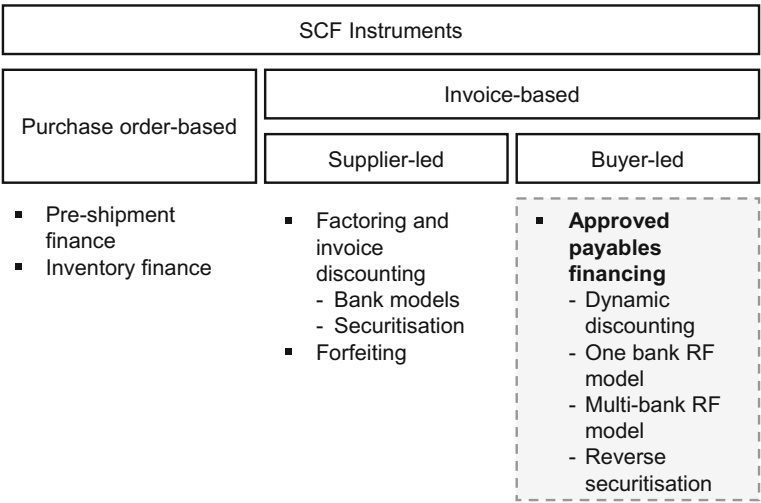 SCF Instruments
Purchase order-based
Invoice-based
Supplier-led
Buyer-led
▪ Pre-shipment
finance
▪ Inventory finance
▪ Factoring and
invoice
discounting
- Bank models
- Securitisation
▪ Forfeiting
▪ Approved
payables
financing
- Dynamic
discounting
- One bank RF
model
- Multi-bank RF
model
- Reverse
securitisation